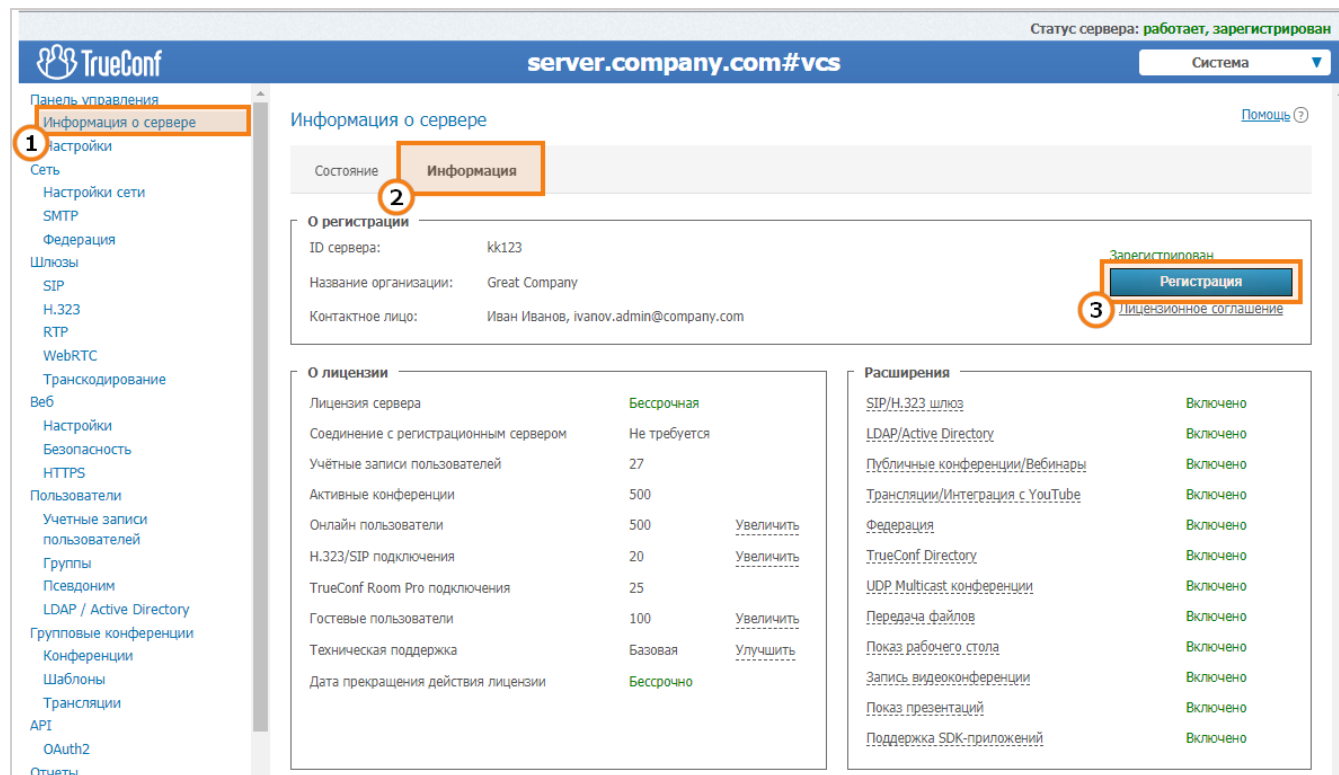 Статус сервера: работает, зарегистрирован
TrueConf
server.company.com#vcs
Система
Панель управления
Информация о сервере
1
Настройки
Сеть
Настройки сети
SMTP
Федерация
Шлюзы
SIP
H.323
RTP
WebRTC
Транскодирование
Веб
Настройки
Безопасность
HTTPS
Пользователи
Учетные записи
пользователей
Группы
Псевдоним
LDAP / Active Directory
Групповые конференции
Конференции
Шаблоны
Трансляции
API
OAuth2
Отчеты
Информация о сервере
Помощь ?
Состояние
Информация
2
О регистрации
ID сервера: kk123
Зарегистрирован
Название организации: Great Company
Регистрация
Контактное лицо: Иван Иванов, ivanov.admin@company.com
3
Лицензионное соглашение
О лицензии
Лицензия сервера Бессрочная
Соединение с регистрационным сервером Не требуется
Учётные записи пользователей 27
Активные конференции 500
Онлайн пользователи 500 Увеличить
H.323/SIP подключения 20 Увеличить
TrueConf Room Pro подключения 25
Гостевые пользователи 100 Увеличить
Техническая поддержка Базовая Улучшить
Дата прекращения действия лицензии Бессрочно
Расширения
SIP/H.323 шлюз Включено
LDAP/Active Directory Включено
Публичные конференции/Вебинары Включено
Трансляции/Интеграция с YouTube Включено
Федерация Включено
TrueConf Directory Включено
UDP Multicast конференции Включено
Передача файлов Включено
Показ рабочего стола Включено
Запись видеоконференции Включено
Показ презентаций Включено
Поддержка SDK-приложений Включено